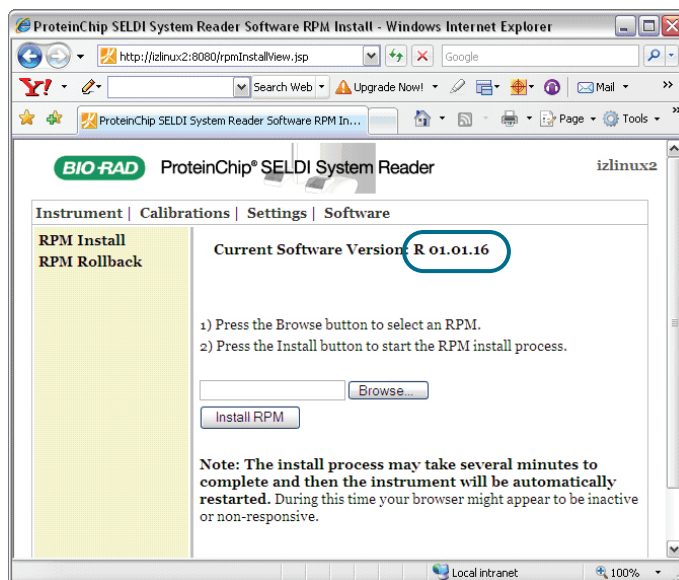 ProteinChip SELDI System Reader Software RPM Install - Windows Internet Explorer
http://izlinux2:8080/rpmInstallView.jsp
Google
Y! Search Web Upgrade Now! Mail »
ProteinChip SELDI System Reader Software RPM In... Page Tools »
BIO-RAD ProteinChip® SELDI System Reader izlinux2
Instrument | Calibrations | Settings | Software
RPM Install
RPM Rollback
Current Software Version: R 01.01.16
1) Press the Browse button to select an RPM.
2) Press the Install button to start the RPM install process.
Browse...
Install RPM
Note: The install process may take several minutes to
complete and then the instrument will be automatically
restarted. During this time your browser might appear to be inactive
or non-responsive.
Local intranet 100%